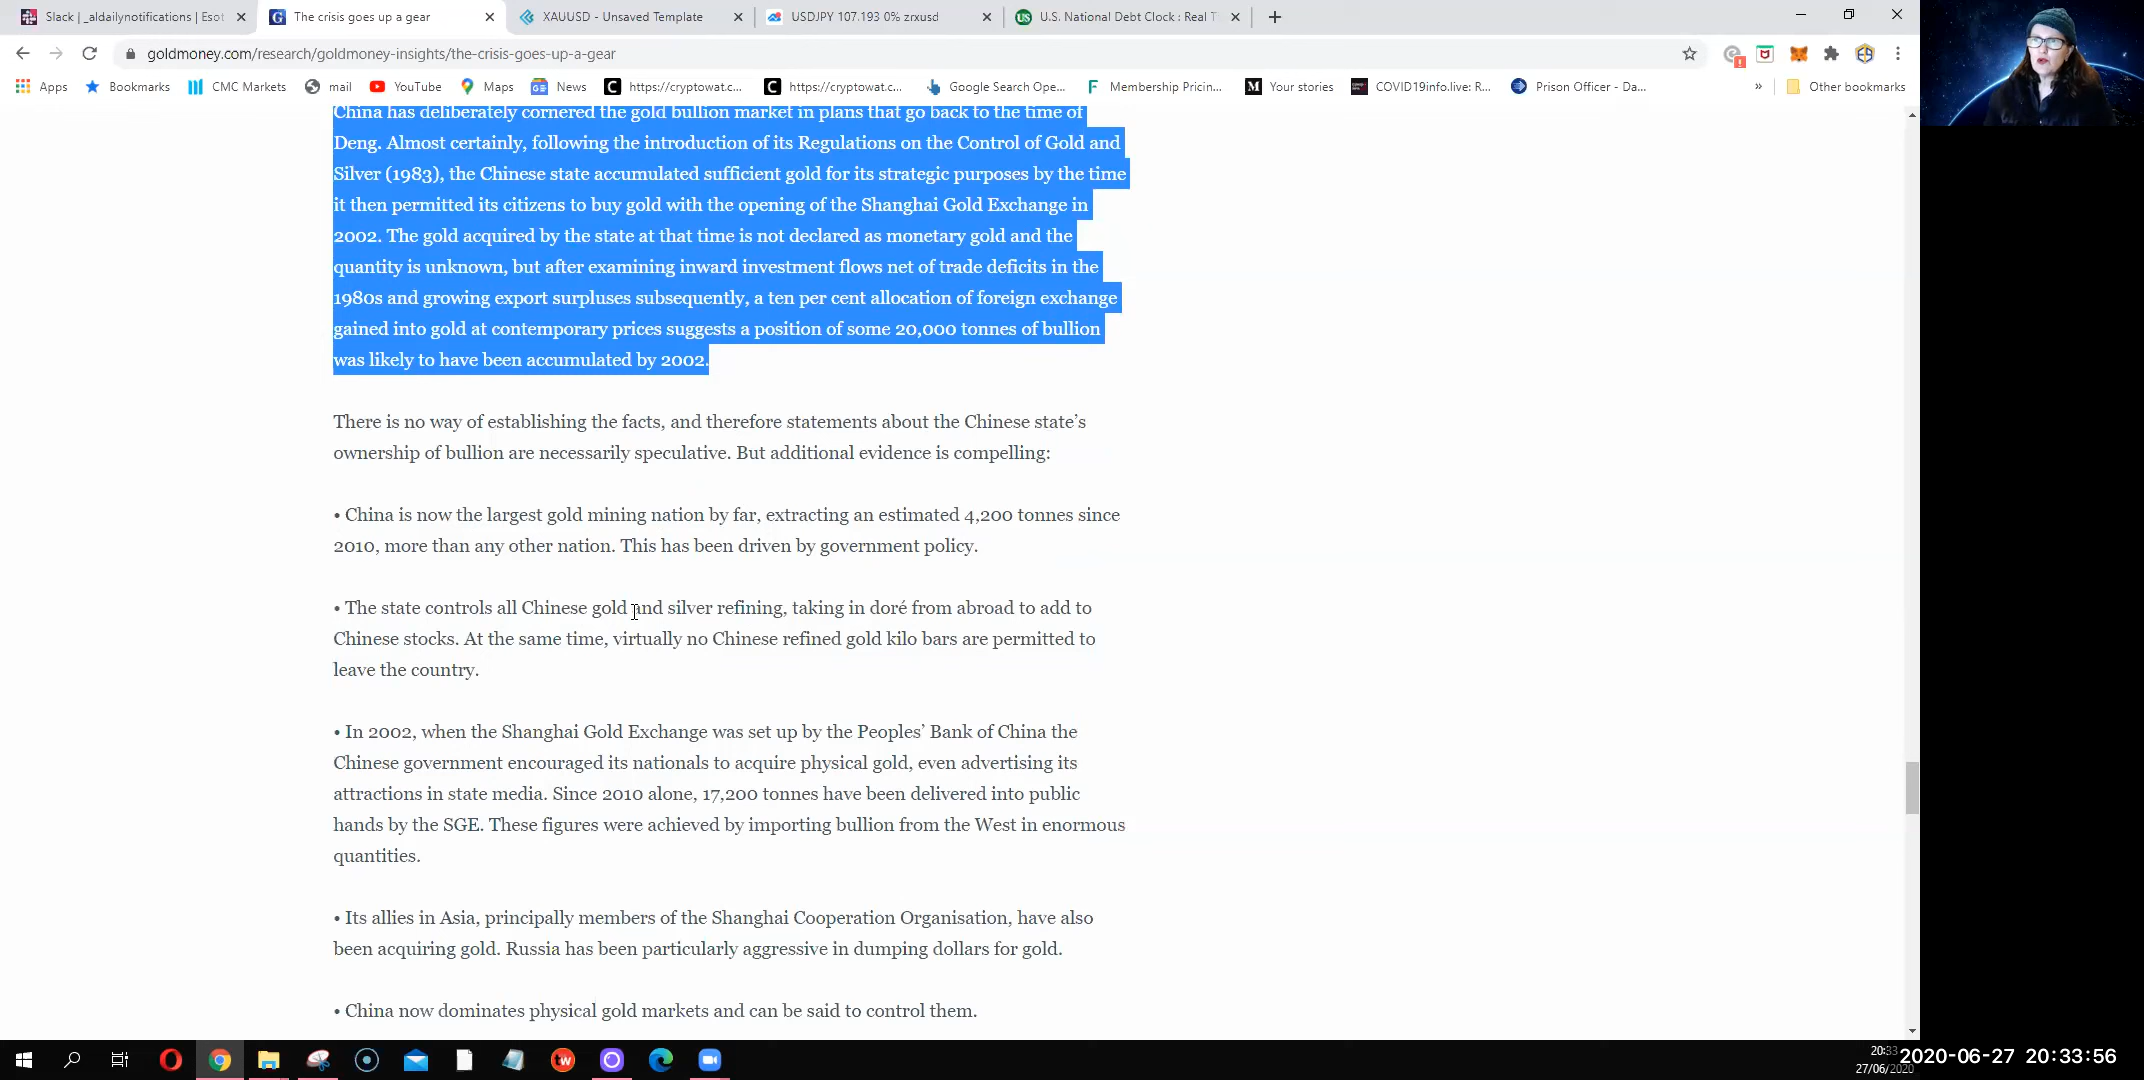 Slack | _aldailynotifications | Esot
The crisis goes up a gear
XAUUSD - Unsaved Template
USDJPY 107.193 0% zrxusd
U.S. National Debt Clock : Real T
goldmoney.com/research/goldmoney-insights/the-crisis-goes-up-a-gear
Apps
Bookmarks
CMC Markets
mail
YouTube
Maps
News
https://cryptowat.c...
https://cryptowat.c...
Google Search Ope...
Membership Pricin...
Your stories
COVID19info.live: R...
Prison Officer - Da...
»
Other bookmarks
China has deliberately cornered the gold bullion market in plans that go back to the time of
Deng. Almost certainly, following the introduction of its Regulations on the Control of Gold and
Silver (1983), the Chinese state accumulated sufficient gold for its strategic purposes by the time
it then permitted its citizens to buy gold with the opening of the Shanghai Gold Exchange in
2002. The gold acquired by the state at that time is not declared as monetary gold and the
quantity is unknown, but after examining inward investment flows net of trade deficits in the
1980s and growing export surpluses subsequently, a ten per cent allocation of foreign exchange
gained into gold at contemporary prices suggests a position of some 20,000 tonnes of bullion
was likely to have been accumulated by 2002.
There is no way of establishing the facts, and therefore statements about the Chinese state’s
ownership of bullion are necessarily speculative. But additional evidence is compelling:
• China is now the largest gold mining nation by far, extracting an estimated 4,200 tonnes since
2010, more than any other nation. This has been driven by government policy.
• The state controls all Chinese gold and silver refining, taking in doré from abroad to add to
Chinese stocks. At the same time, virtually no Chinese refined gold kilo bars are permitted to
leave the country.
• In 2002, when the Shanghai Gold Exchange was set up by the Peoples’ Bank of China the
Chinese government encouraged its nationals to acquire physical gold, even advertising its
attractions in state media. Since 2010 alone, 17,200 tonnes have been delivered into public
hands by the SGE. These figures were achieved by importing bullion from the West in enormous
quantities.
• Its allies in Asia, principally members of the Shanghai Cooperation Organisation, have also
been acquiring gold. Russia has been particularly aggressive in dumping dollars for gold.
• China now dominates physical gold markets and can be said to control them.
tw
20:33
27/06/2020
2020-06-27 20:33:56